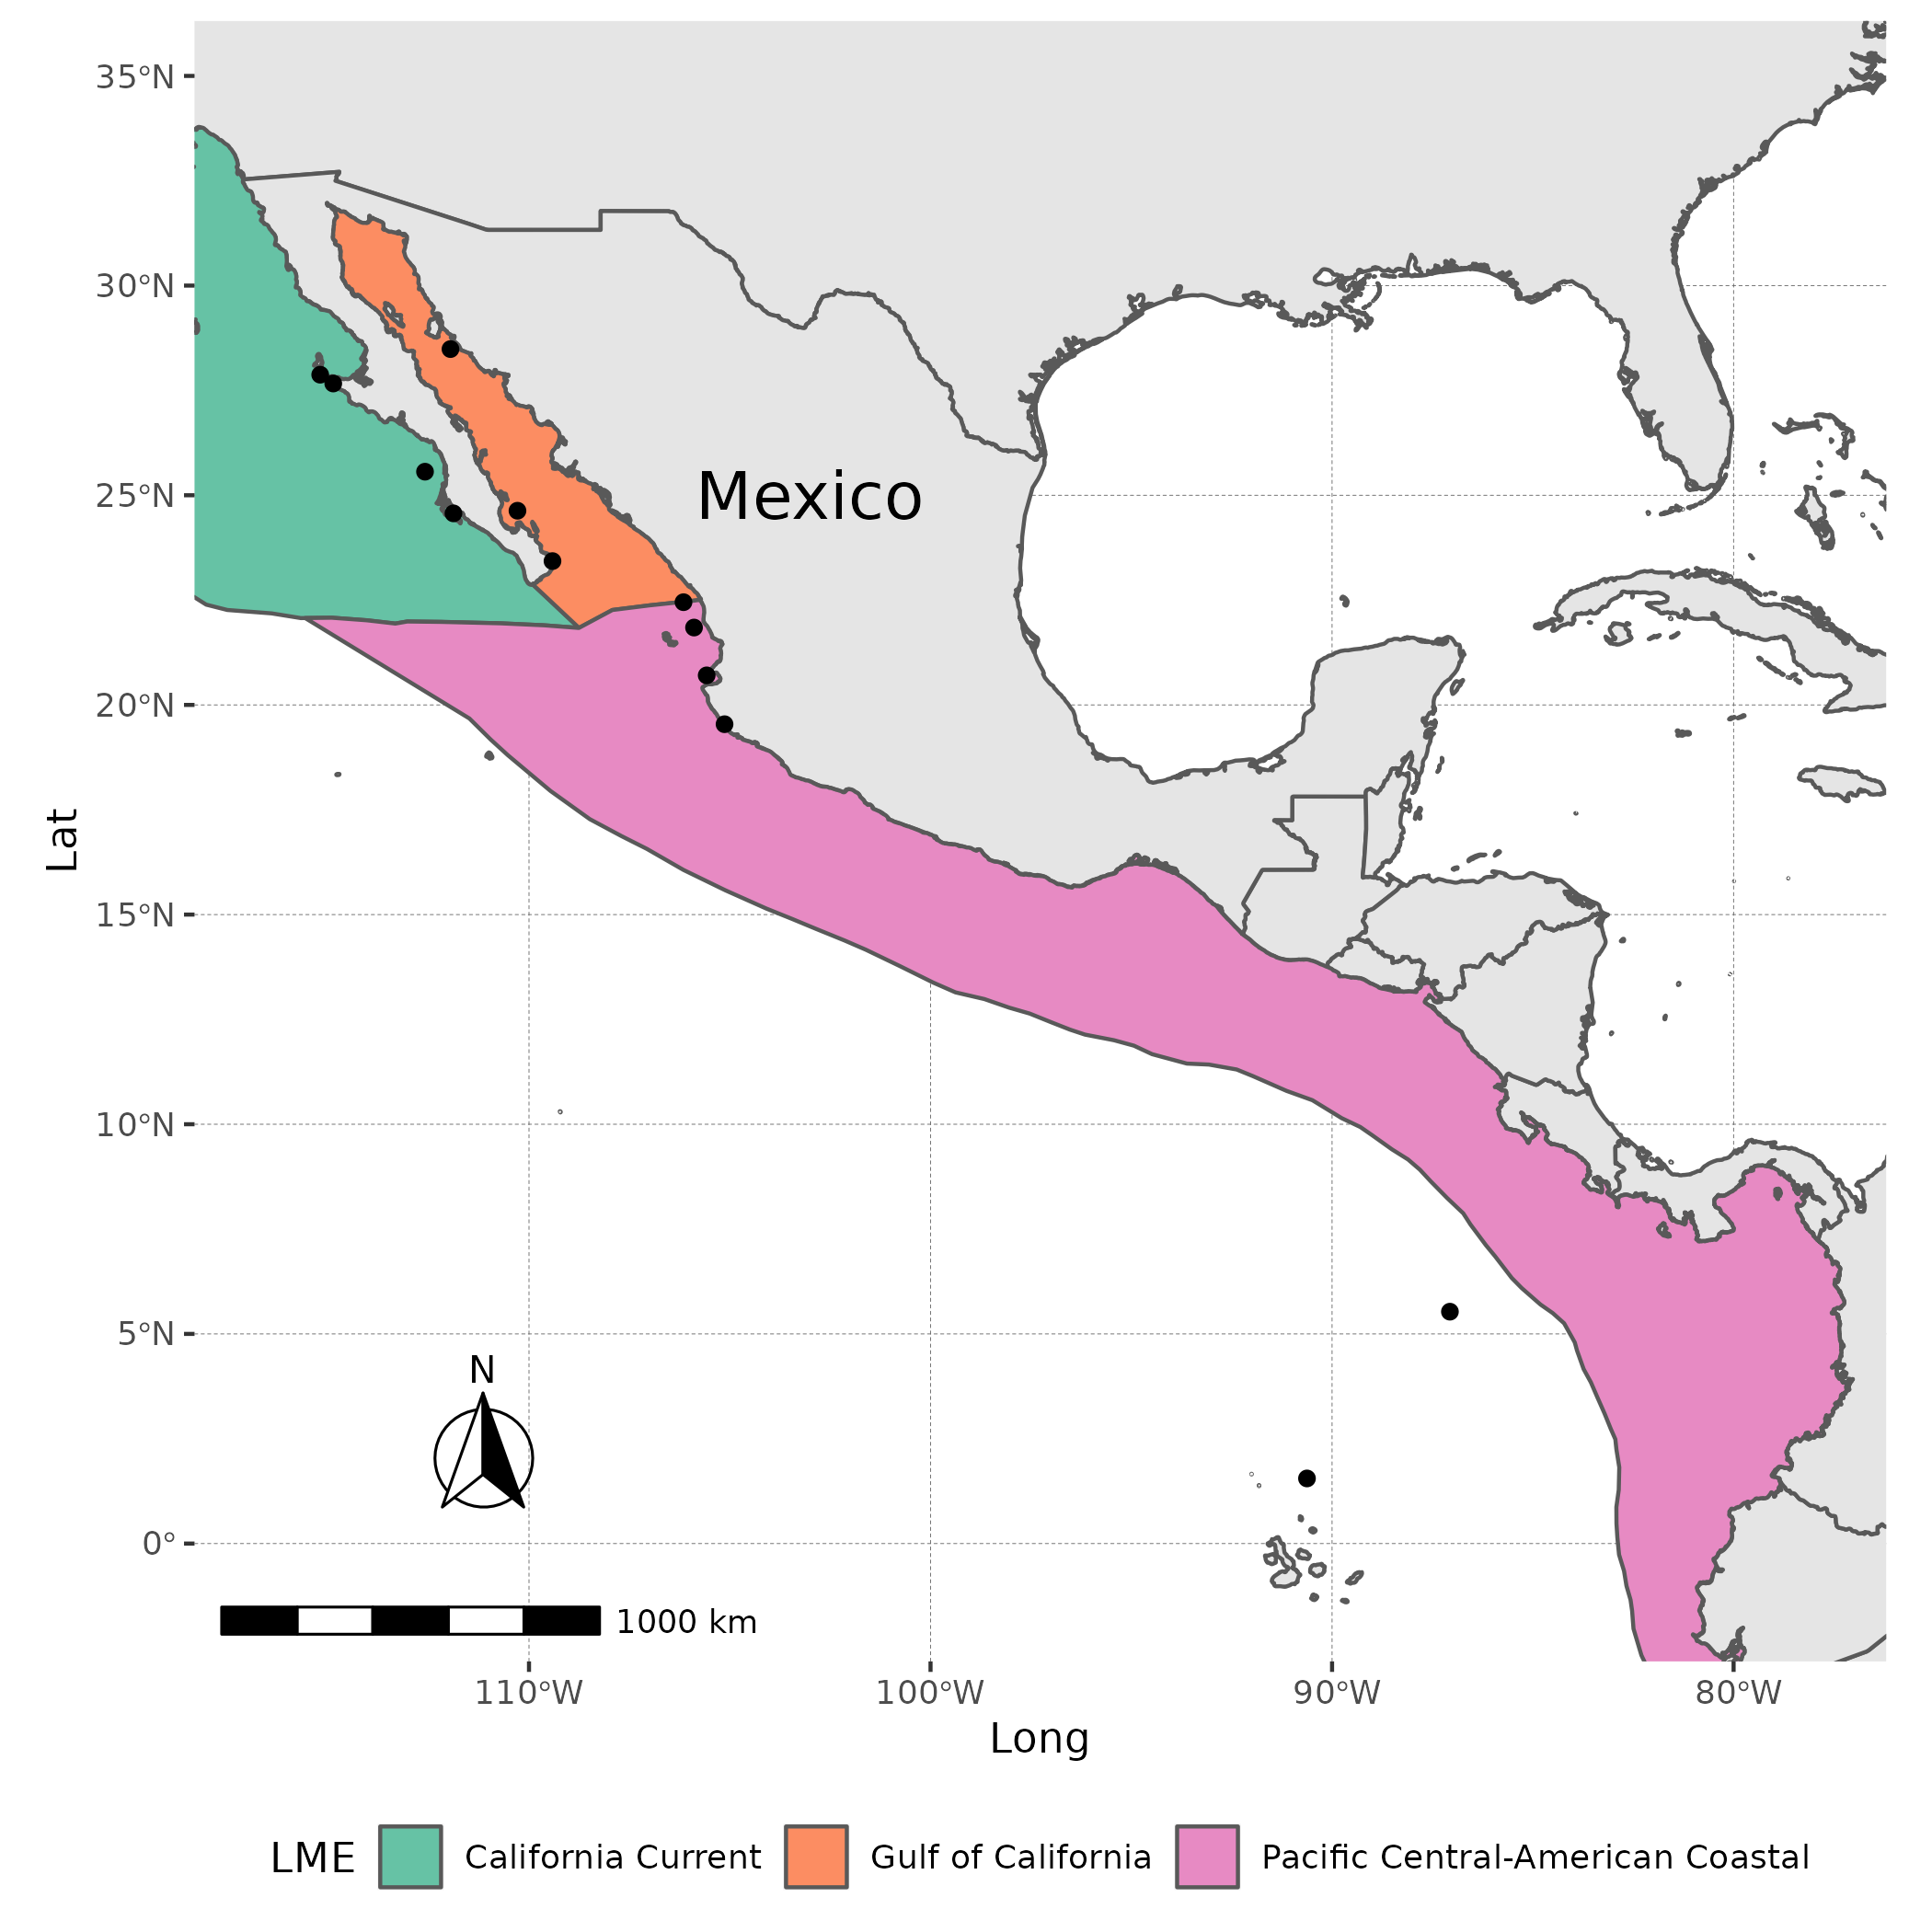 35°N
30°N
25°N
20°N
15°N
10°N
5°N
0°
Lat
Mexico
N
1000 km
110°W
100°W
90°W
80°W
Long
LME
California Current
Gulf of California
Pacific Central-American Coastal